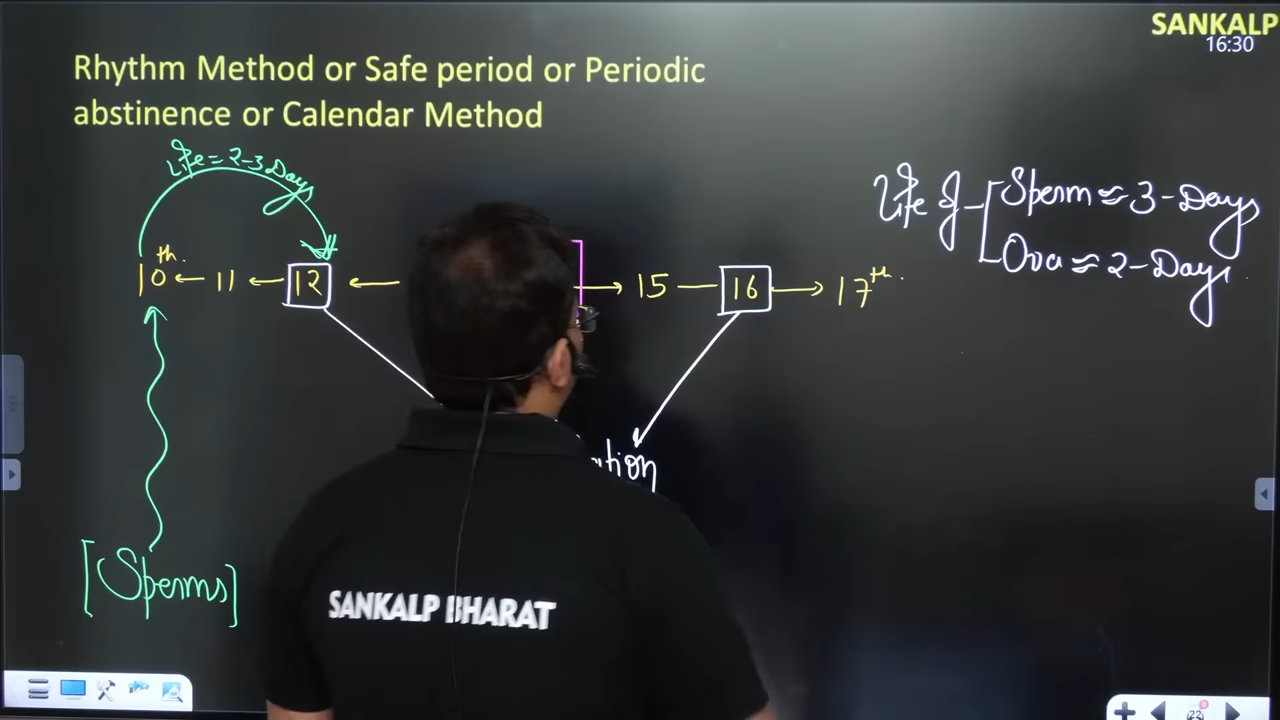 SANKALP
16:30
Rhythm Method or Safe period or Periodic
abstinence or Calendar Method
Life = 2-3 Days
Life of Sperm ≈ 3-Days
Ova ≈ 2-Days
10th ← 11 ← 12 ← → 15 — 16 → 17th.
[Sperms]
SANKALP BHARAT
22